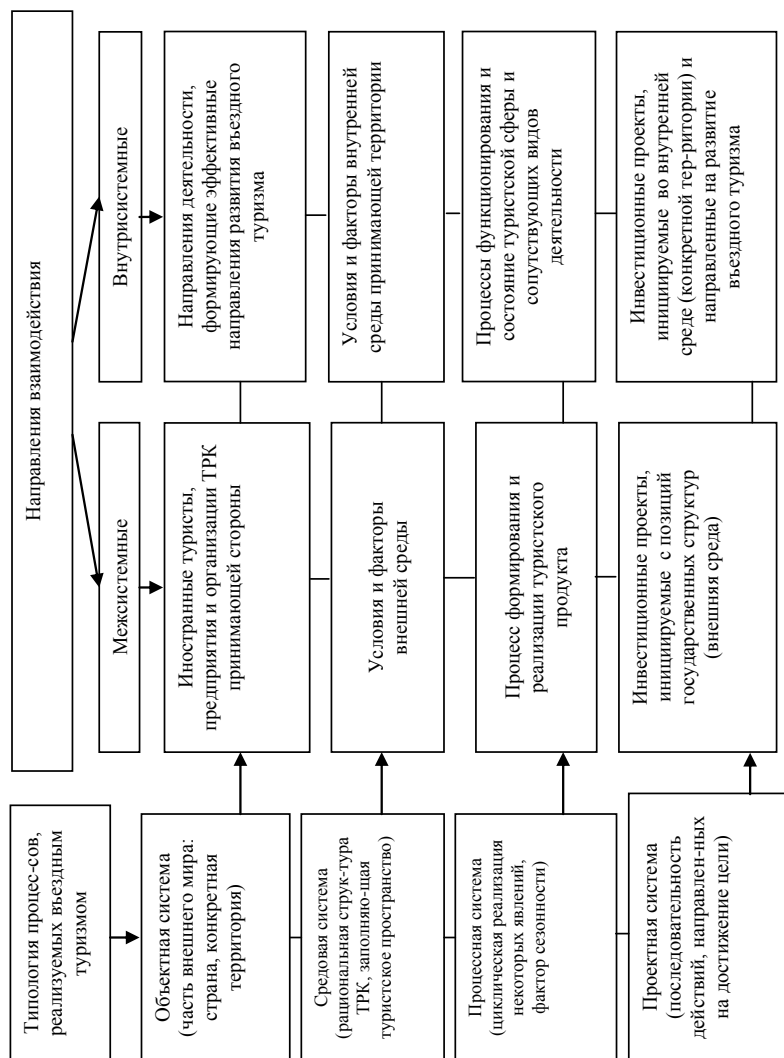 Типология процес-сов,
реализуемых въездным
туризмом
Направления взаимодействия
Межсистемные
Внутрисистемные
Объектная система
(часть внешнего мира:
страна, конкретная
территория)
Иностранные туристы,
предприятия и организации ТРК
принимающей стороны
Направления деятельности,
формирующие эффективные
направления развития въездного
туризма
Средовая система
(рациональная струк-тура
ТРК, заполняю-щая
туристское пространство)
Условия и факторы
внешней среды
Условия и факторы внутренней
среды принимающей территории
Процессная система
(циклическая реализация
некоторых явлений,
фактор сезонности)
Процесс формирования и
реализации туристского
продукта
Процессы функционирования и
состояние туристской сферы и
сопутствующих видов
деятельности
Проектная система
(последовательность
действий, направлен-ных
на достижение цели)
Инвестиционные проекты,
инициируемые с позиций
государственных структур
(внешняя среда)
Инвестиционные проекты,
инициируемые во внутренней
среде (конкретной тер-ритории) и
направленные на развитие
въездного туризма